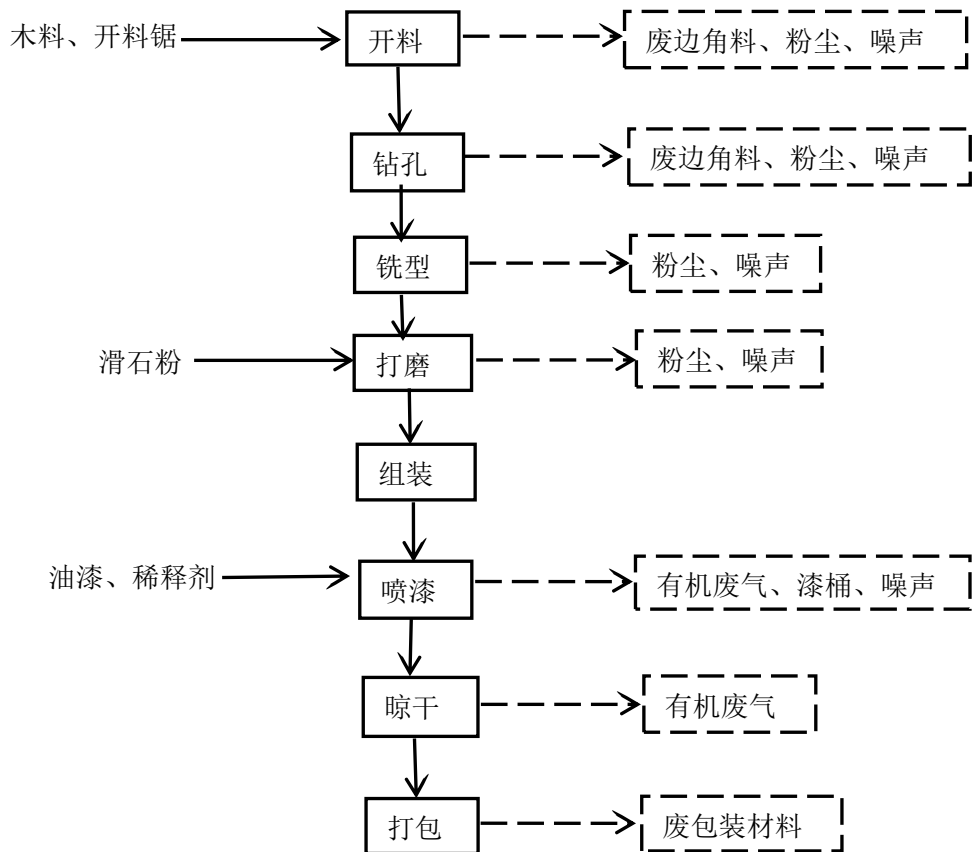 木料、开料锯
开料
废边角料、粉尘、噪声
钻孔
废边角料、粉尘、噪声
铣型
粉尘、噪声
滑石粉
打磨
粉尘、噪声
组装
油漆、稀释剂
喷漆
有机废气、漆桶、噪声
晾干
有机废气
打包
废包装材料